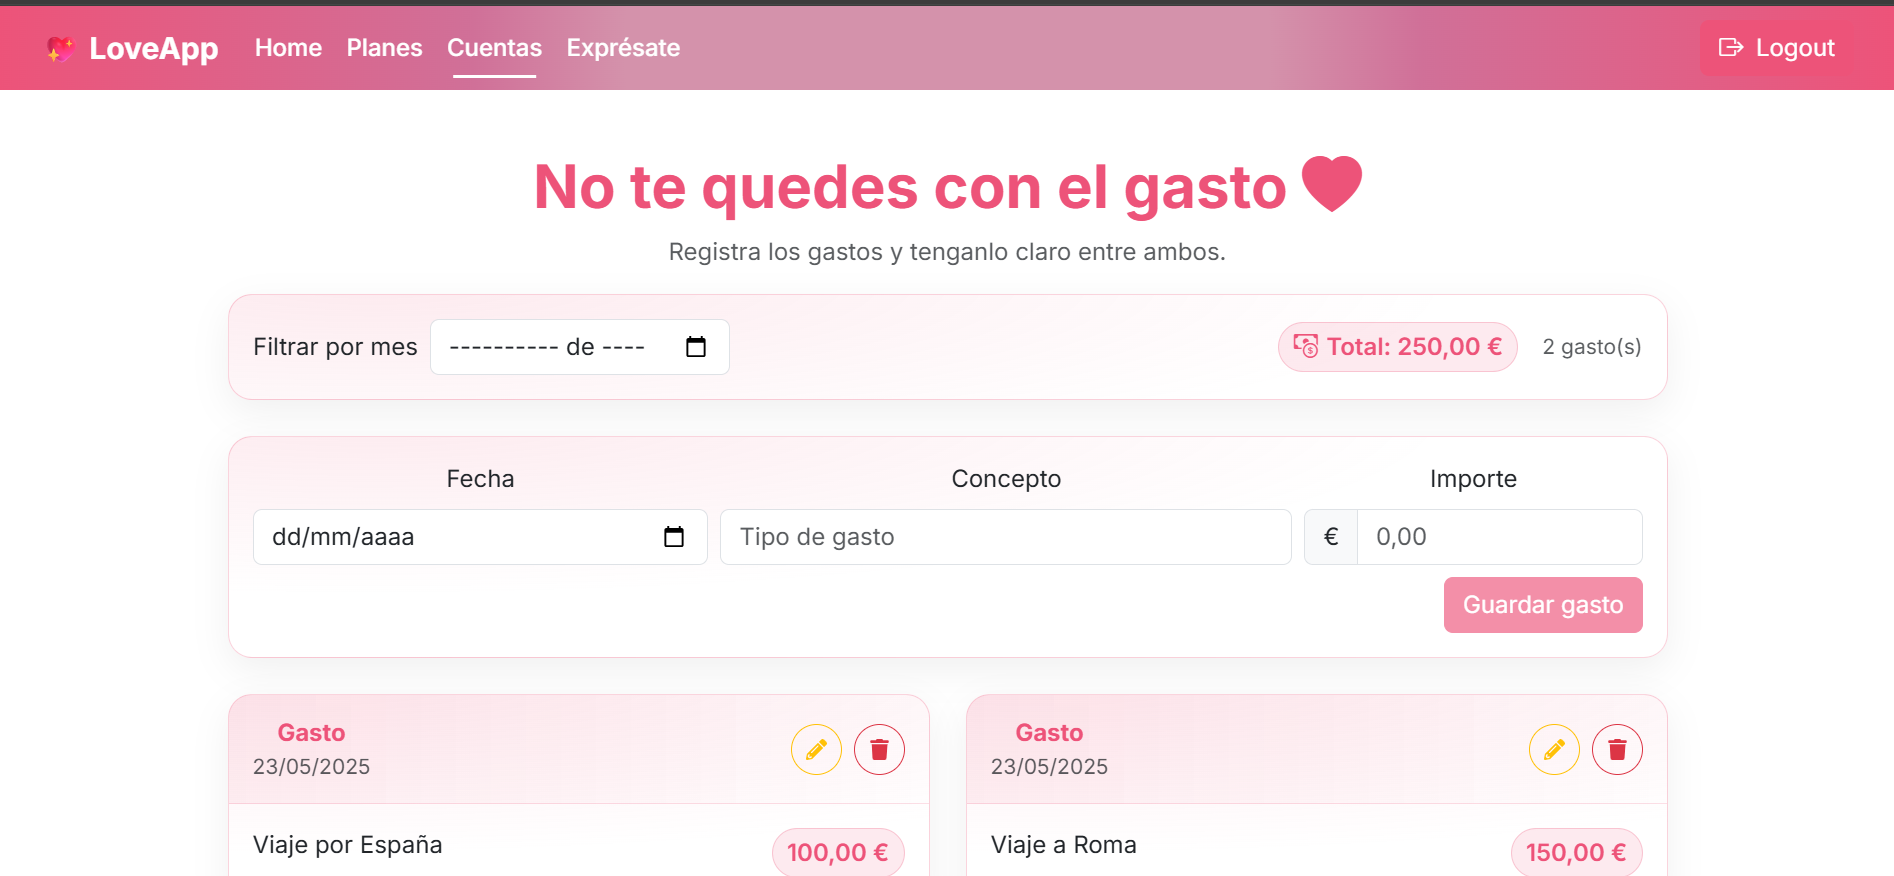 LoveApp Home Planes Cuentas Exprésate Logout
No te quedes con el gasto
Registra los gastos y tenganlo claro entre ambos.
Filtrar por mes ---------- de ---- Total: 250,00 € 2 gasto(s)
Fecha Concepto Importe
dd/mm/aaaa Tipo de gasto € 0,00
Guardar gasto
Gasto
23/05/2025
Viaje por España 100,00 €
Gasto
23/05/2025
Viaje a Roma 150,00 €